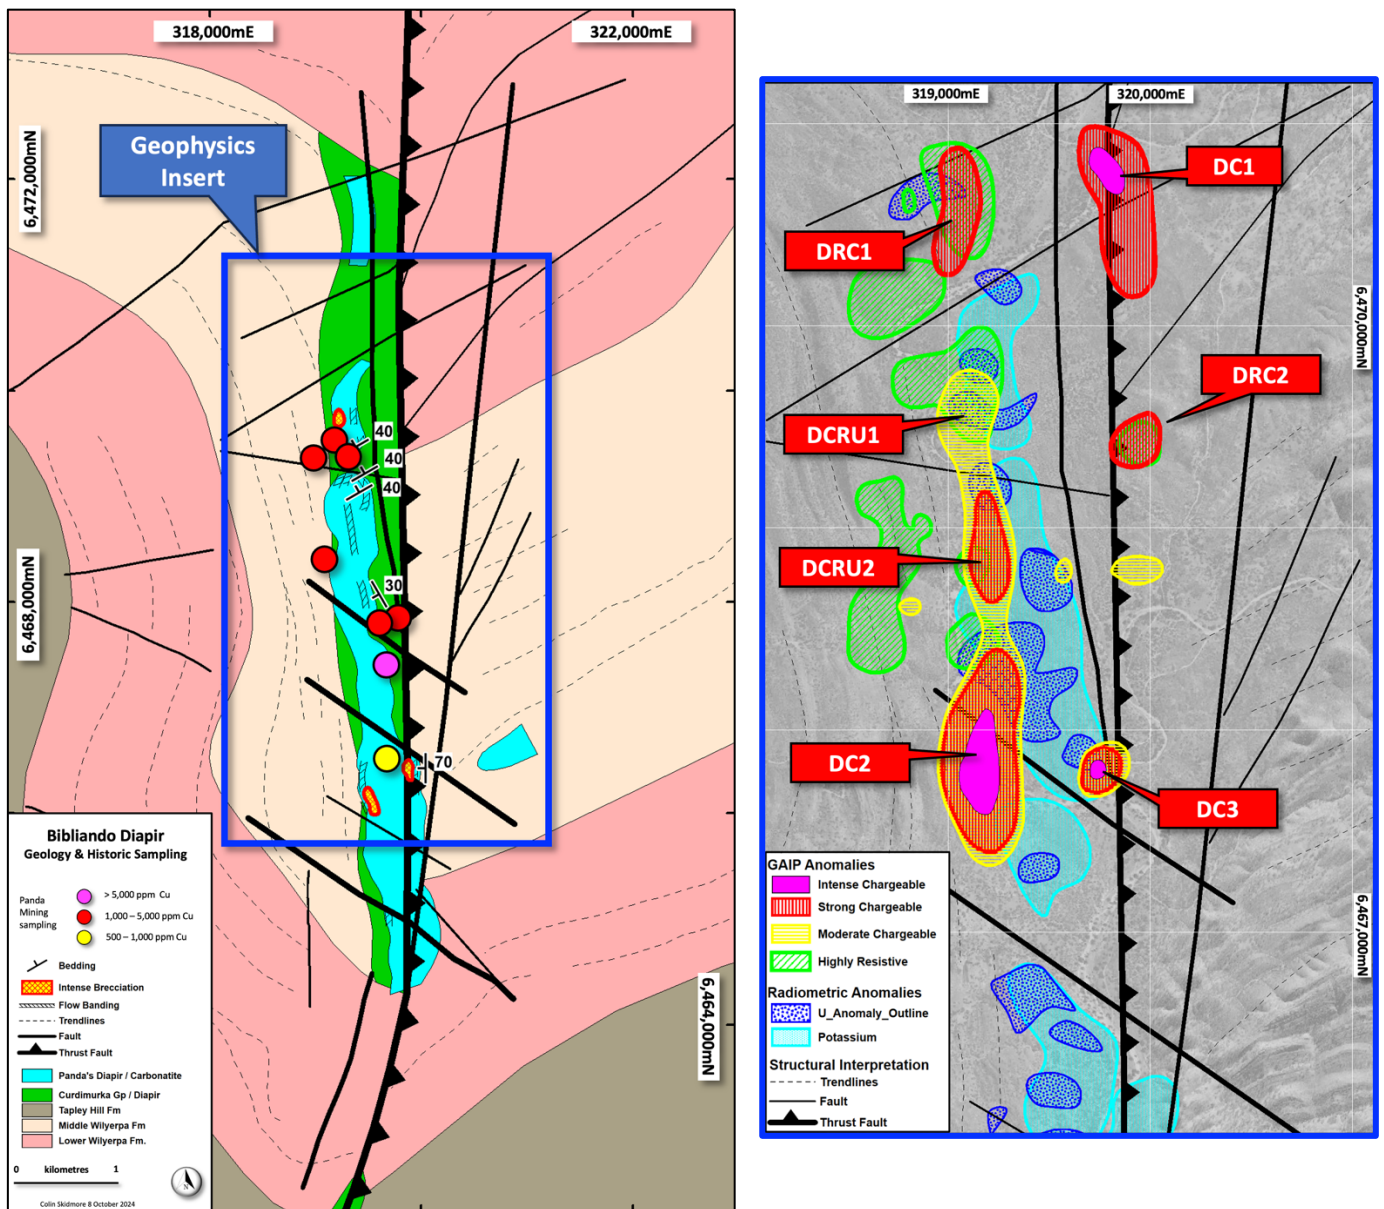 318,000mE
322,000mE
6,472,000mN
Geophysics
Insert
40
40
40
30
70
6,468,000mN
6,464,000mN
Bibliando Diapir
Geology & Historic Sampling
Panda
Mining
sampling
> 5,000 ppm Cu
1,000 – 5,000 ppm Cu
500 – 1,000 ppm Cu
Bedding
Intense Brecciation
Flow Banding
Trendlines
Fault
Thrust Fault
Panda's Diapir / Carbonatite
Curdimurka Gp / Diapir
Tapley Hill Fm
Middle Wilyerpa Fm
Lower Wilyerpa Fm.
0 kilometres 1
N
Colin Skidmore 8 October 2024
319,000mE
320,000mE
DC1
DRC1
6,470,000mN
DRC2
DCRU1
DCRU2
DC2
DC3
6,467,000mN
GAIP Anomalies
Intense Chargeable
Strong Chargeable
Moderate Chargeable
Highly Resistive
Radiometric Anomalies
U_Anomaly_Outline
Potassium
Structural Interpretation
Trendlines
Fault
Thrust Fault